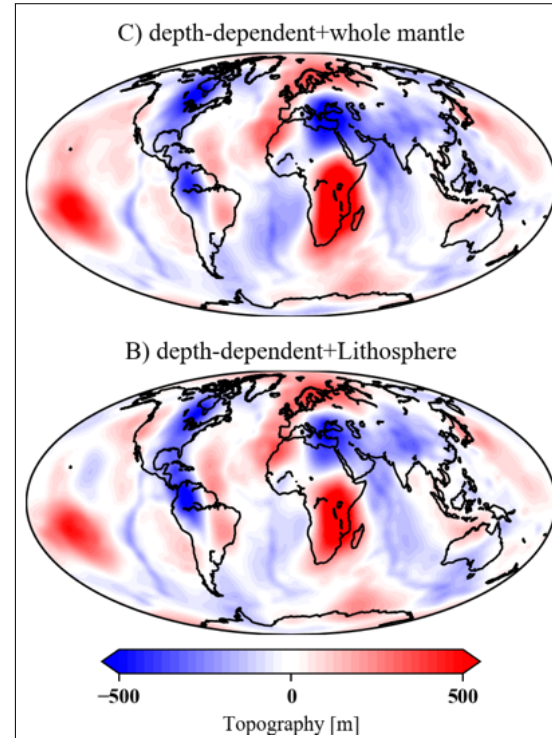 C) depth-dependent+whole mantle
B) depth-dependent+Lithosphere
−500 0 500
Topography [m]